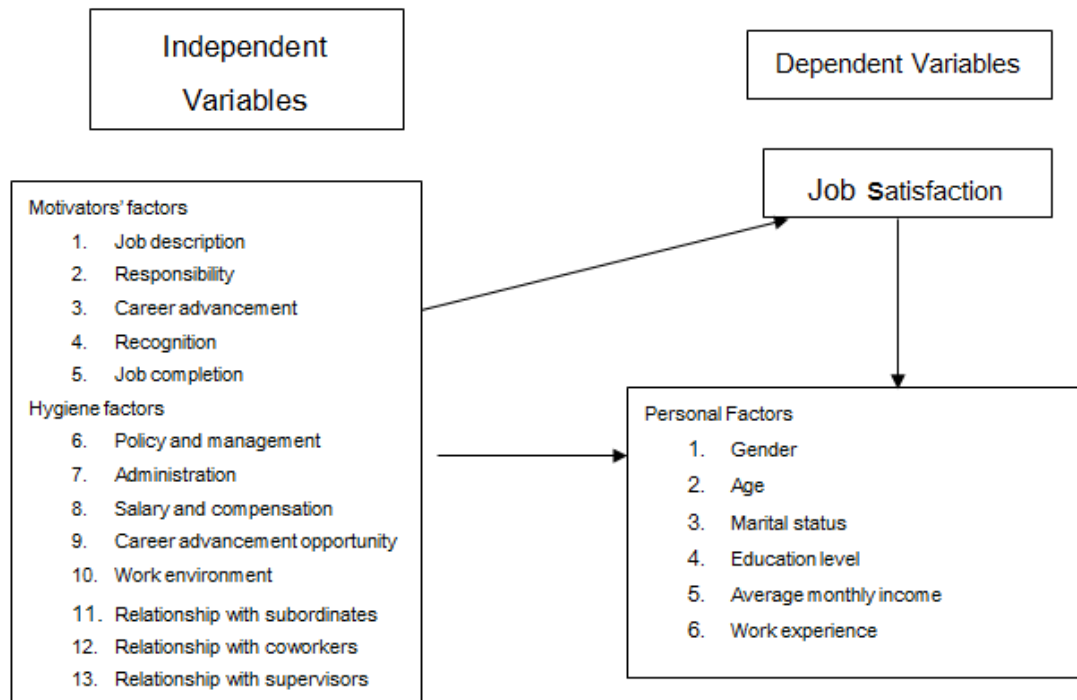 Independent
Variables
Dependent Variables
Job Satisfaction
Motivators' factors
1. Job description
2. Responsibility
3. Career advancement
4. Recognition
5. Job completion
Hygiene factors
6. Policy and management
7. Administration
8. Salary and compensation
9. Career advancement opportunity
10. Work environment
11. Relationship with subordinates
12. Relationship with coworkers
13. Relationship with supervisors
Personal Factors
1. Gender
2. Age
3. Marital status
4. Education level
5. Average monthly income
6. Work experience